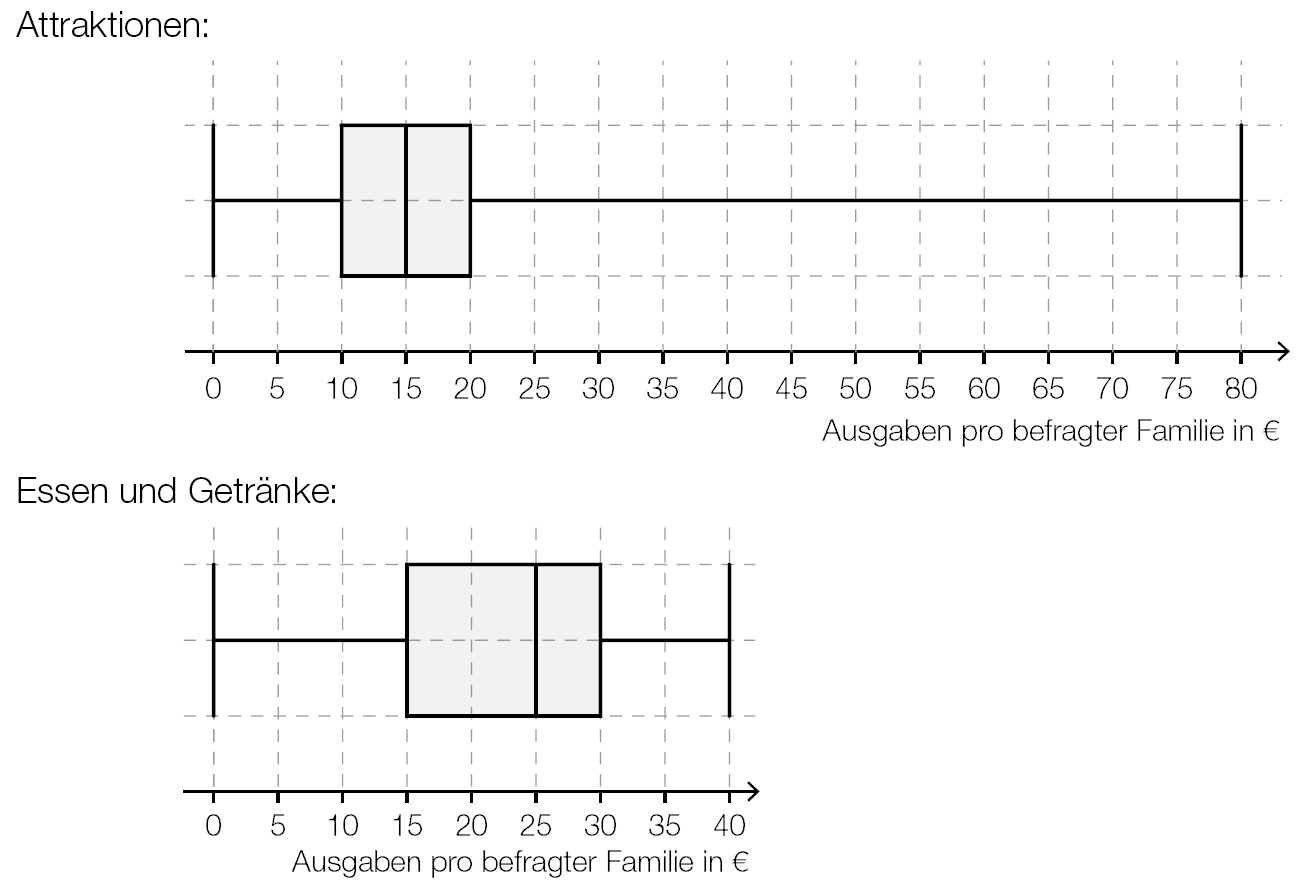 Attraktionen:
0 5 10 15 20 25 30 35 40 45 50 55 60 65 70 75 80
Ausgaben pro befragter Familie in €
Essen und Getränke:
0 5 10 15 20 25 30 35 40
Ausgaben pro befragter Familie in €